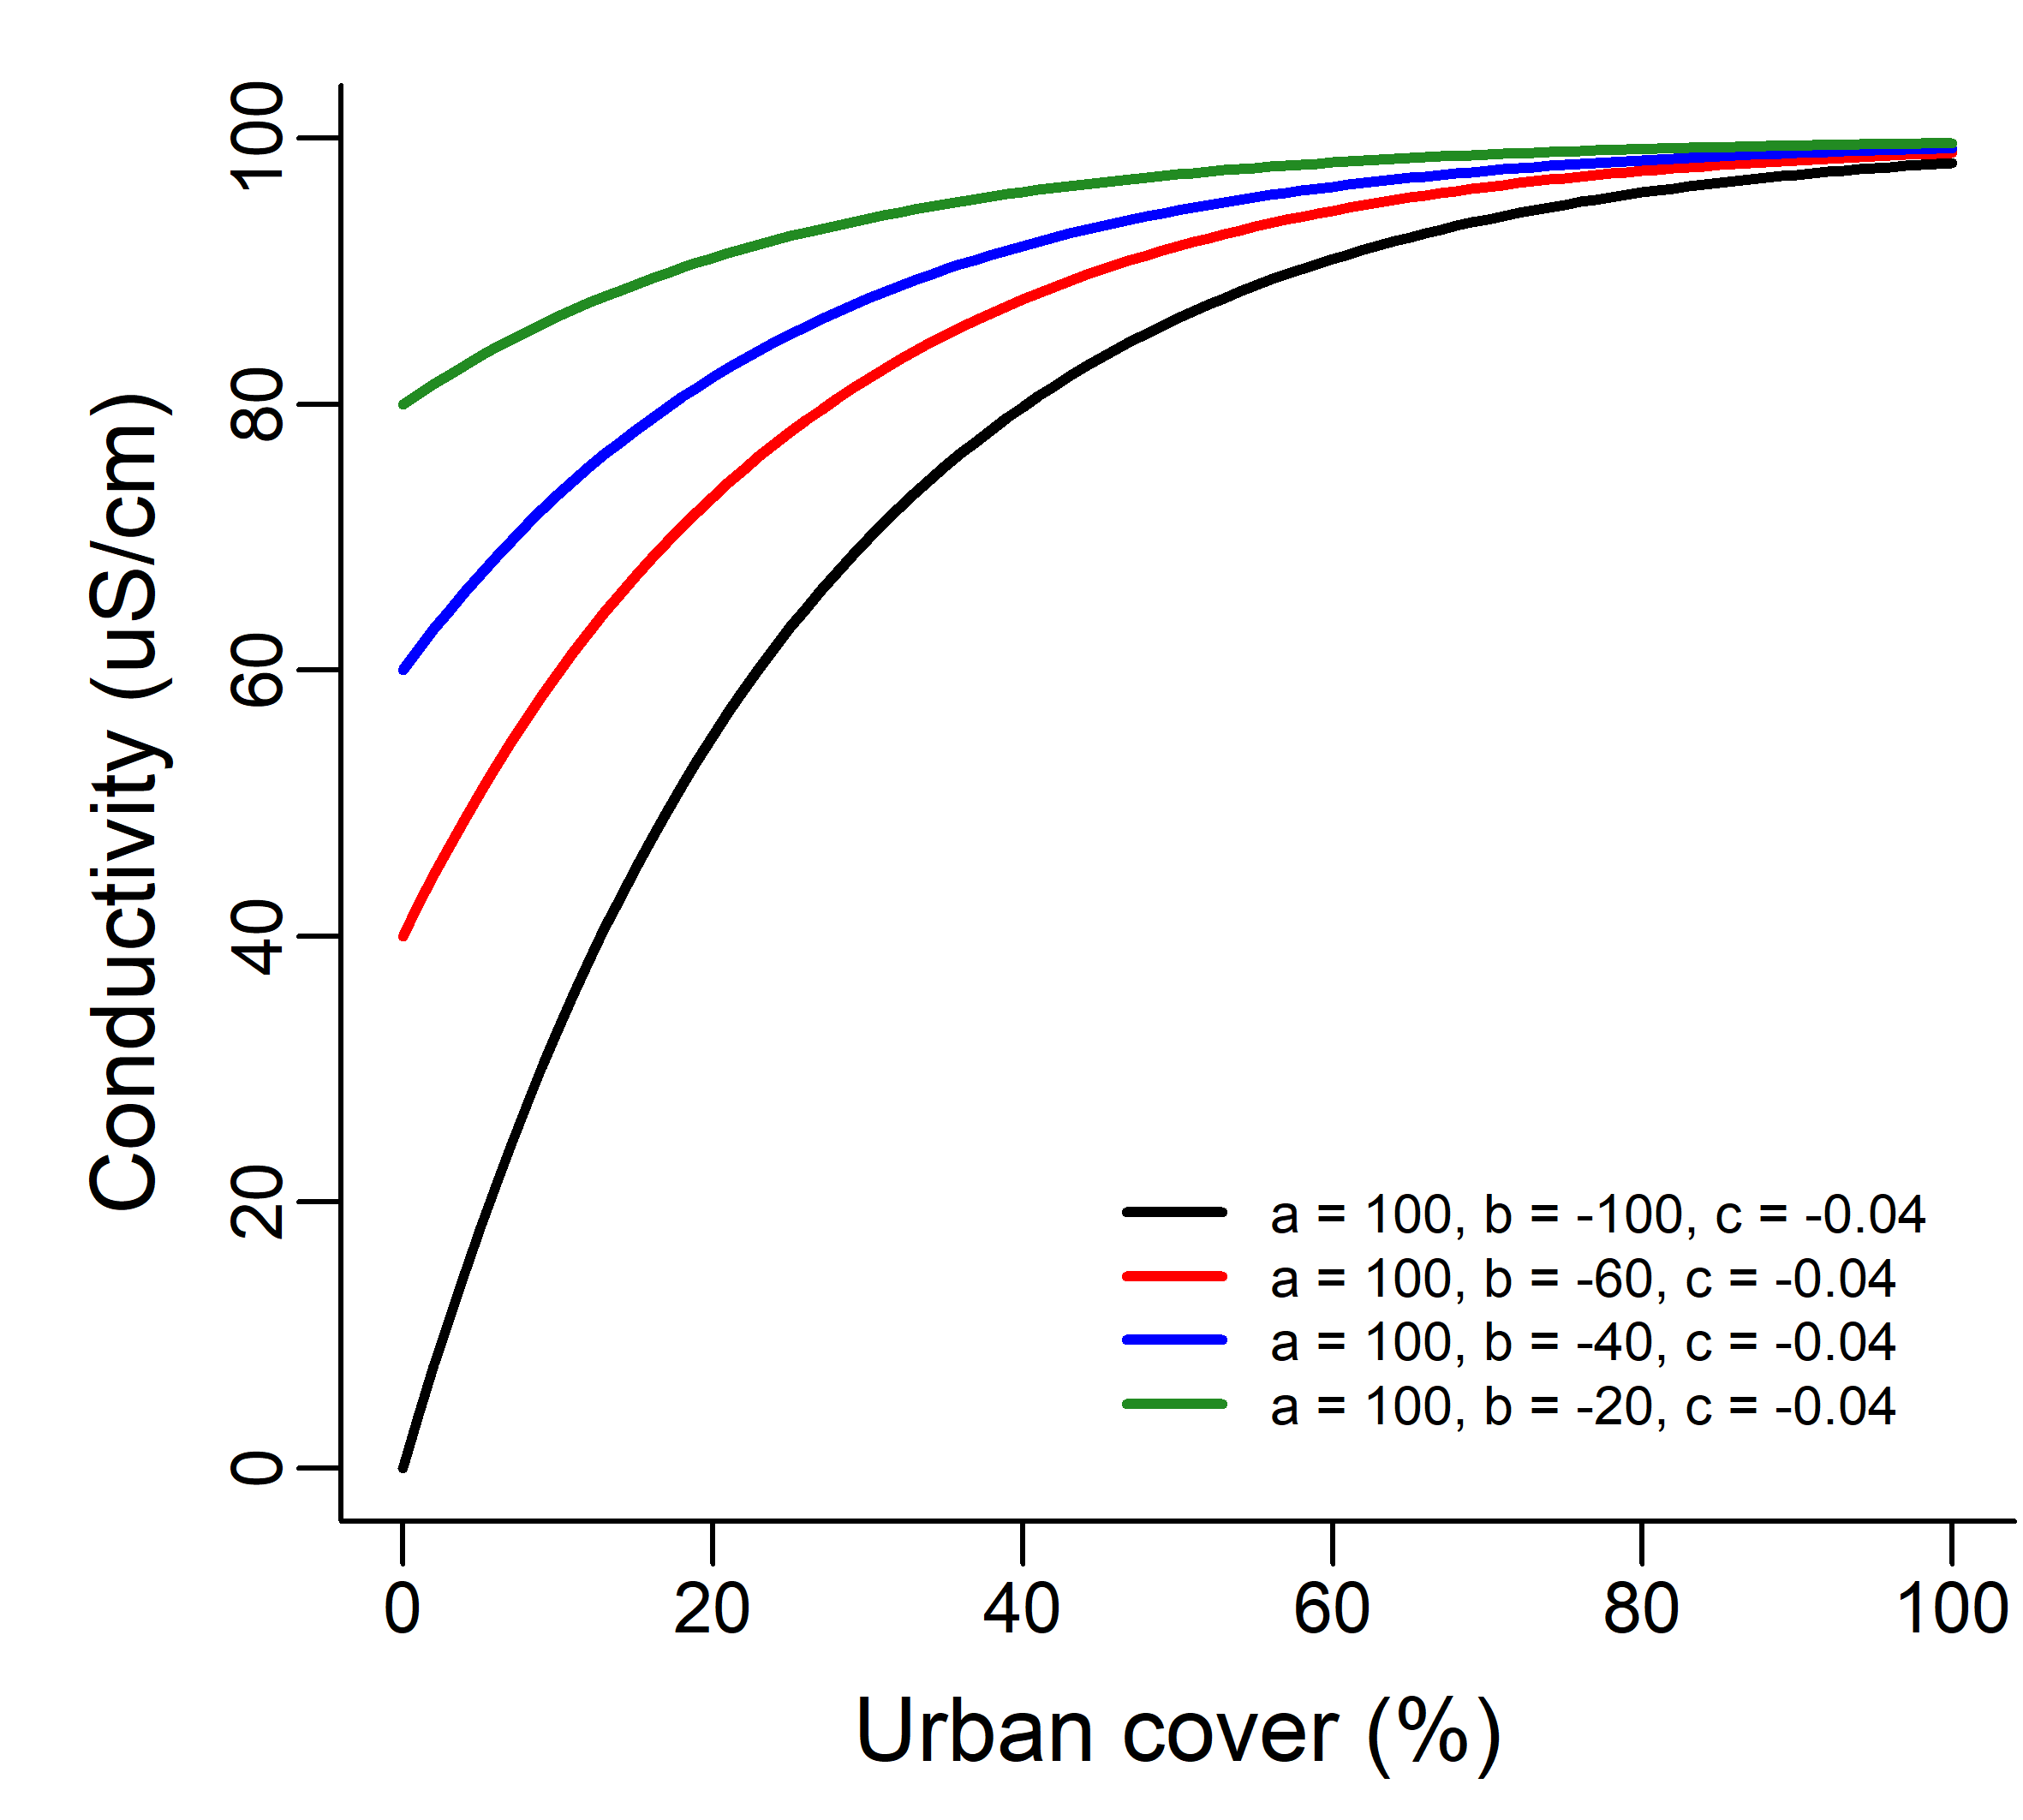 Conductivity (uS/cm)
100
80
60
40
20
0
a = 100, b = -100, c = -0.04
a = 100, b = -60, c = -0.04
a = 100, b = -40, c = -0.04
a = 100, b = -20, c = -0.04
0 20 40 60 80 100
Urban cover (%)